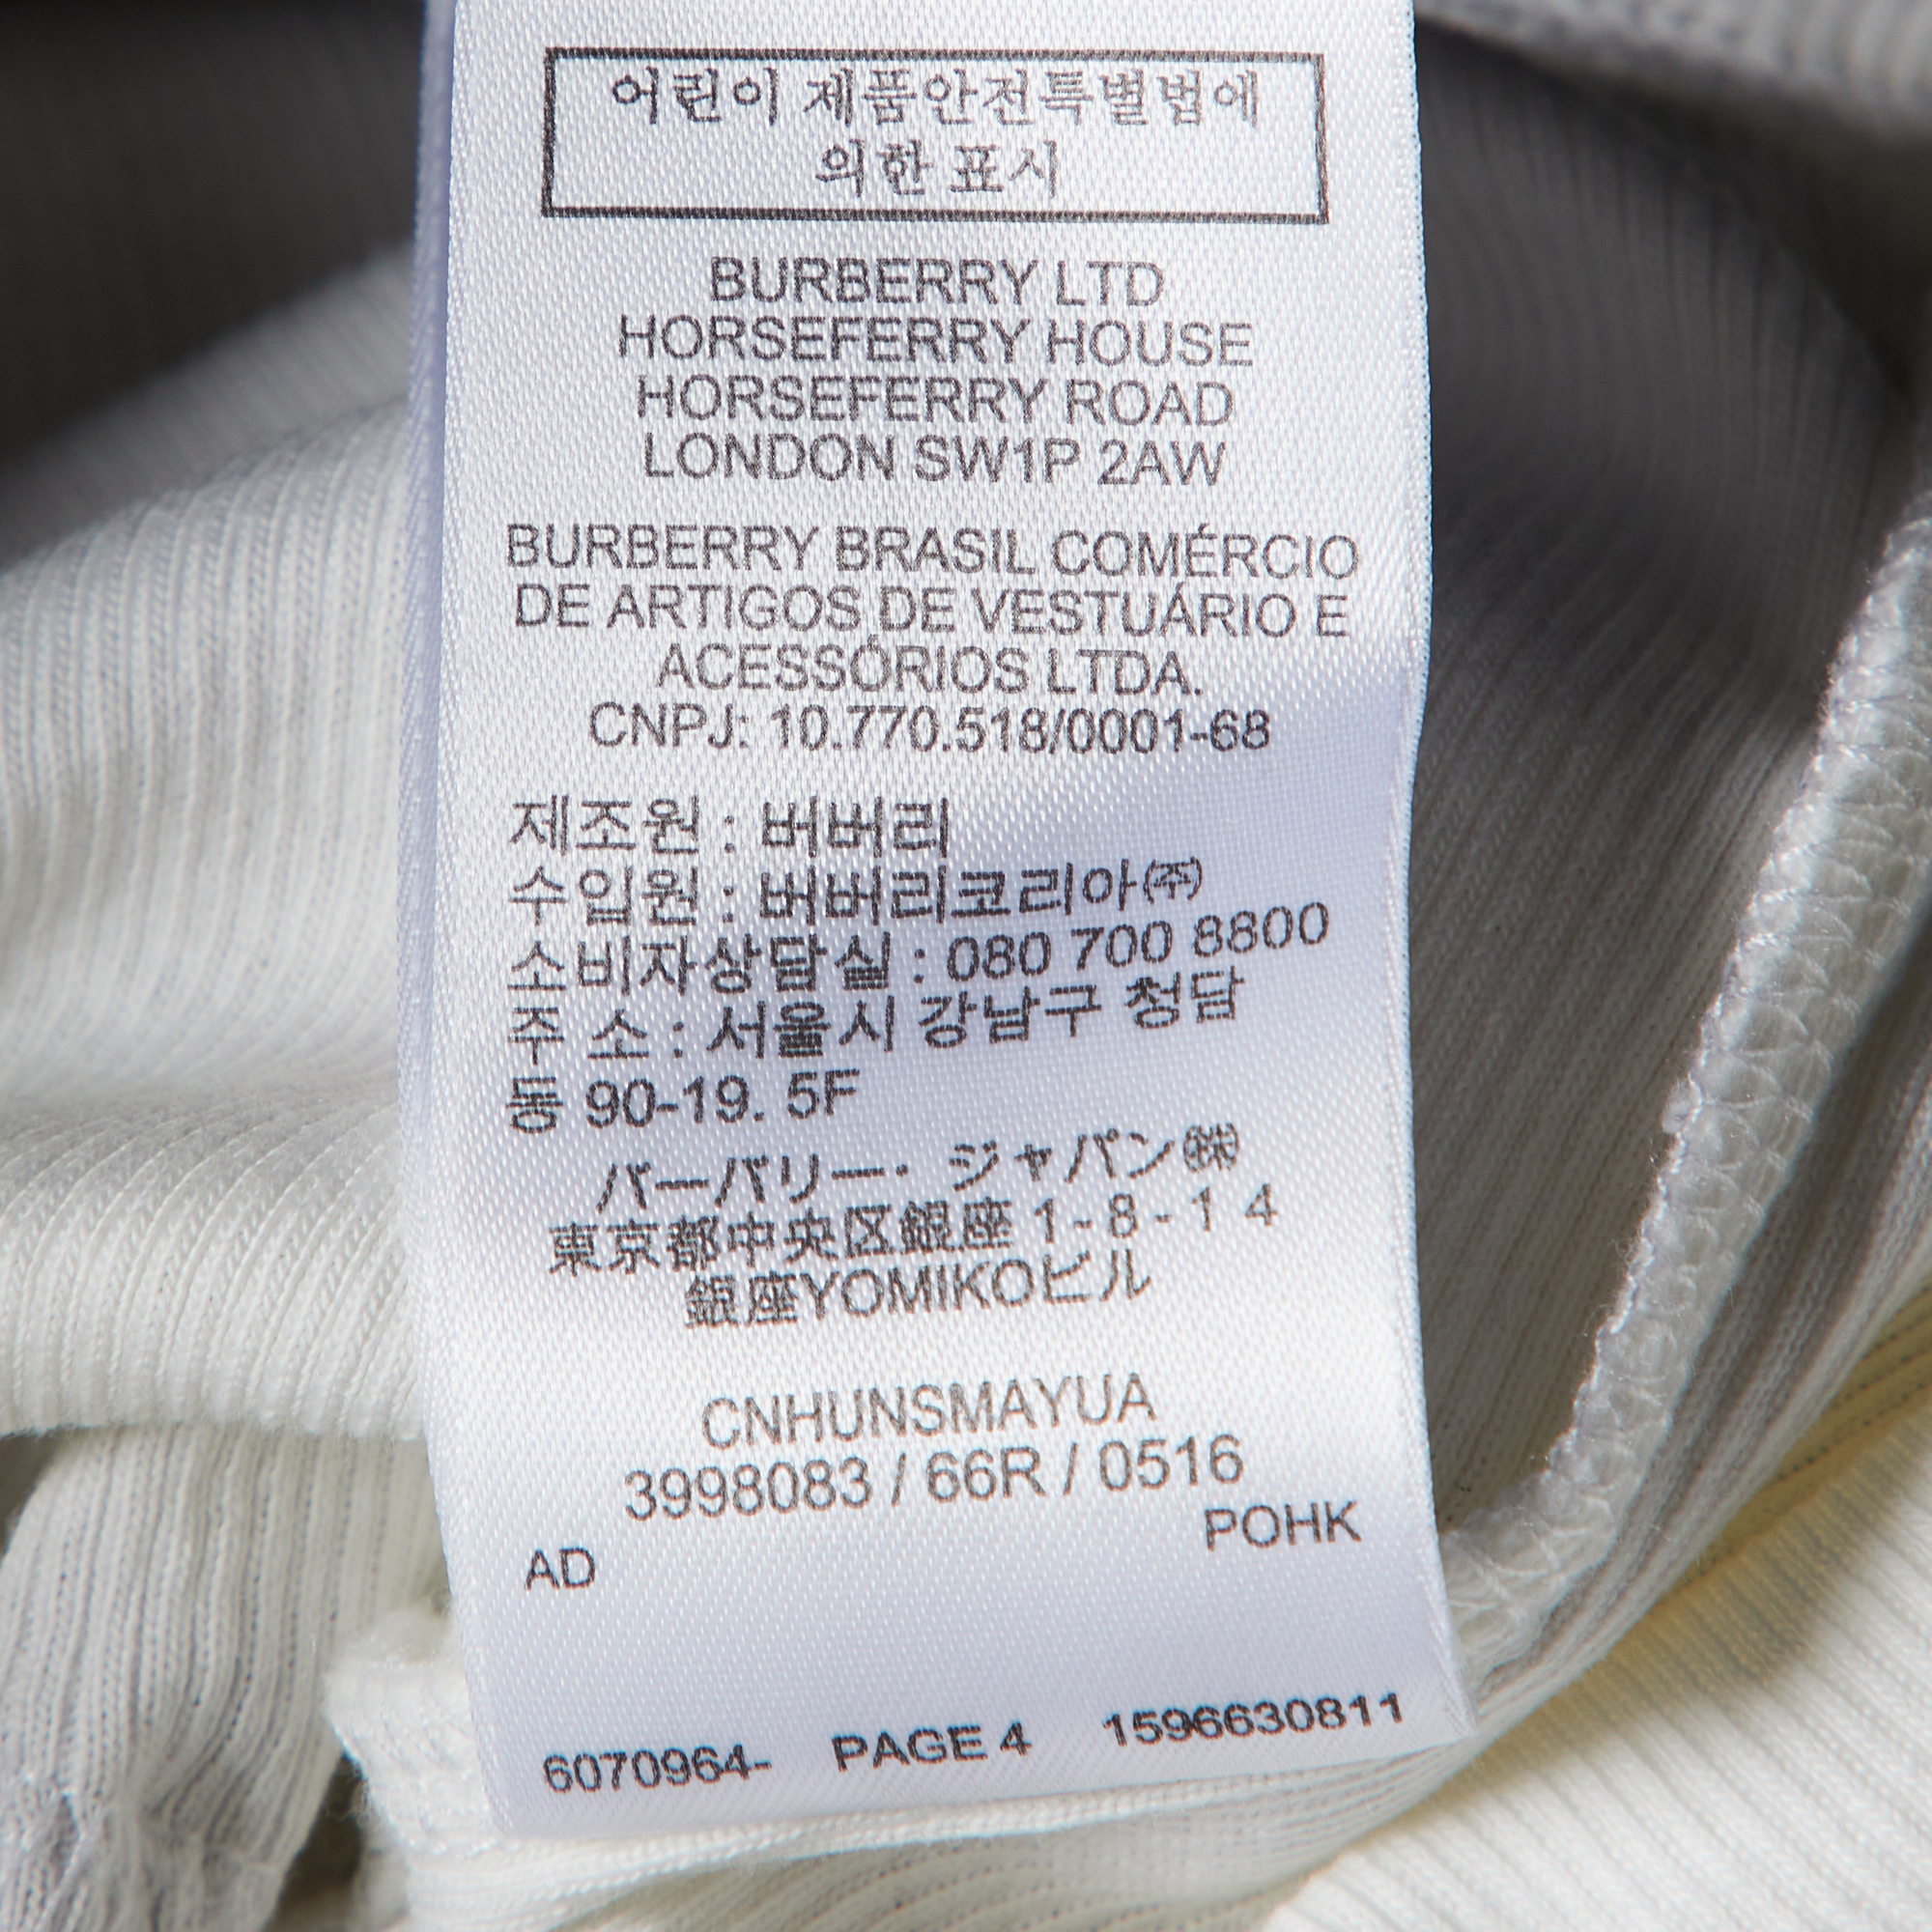 어린이 제품안전특별법에
의한 표시
BURBERRY LTD
HORSEFERRY HOUSE
HORSEFERRY ROAD
LONDON SW1P 2AW
BURBERRY BRASIL COMÉRCIO
DE ARTIGOS DE VESTUÁRIO E
ACESSÓRIOS LTDA.
CNPJ: 10.770.518/0001-68
제조원 : 버버리
수입원 : 버버리코리아㈜
소비자상담실 : 080 700 8800
주 소 : 서울시 강남구 청담
동 90-19. 5F
バーバリー・ジャパン㈱
東京都中央区銀座1-8-14
銀座YOMIKOビル
CNHUNSMAYUA
3998083 / 66R / 0516
POHK
AD
6070964- PAGE 4 1596630811